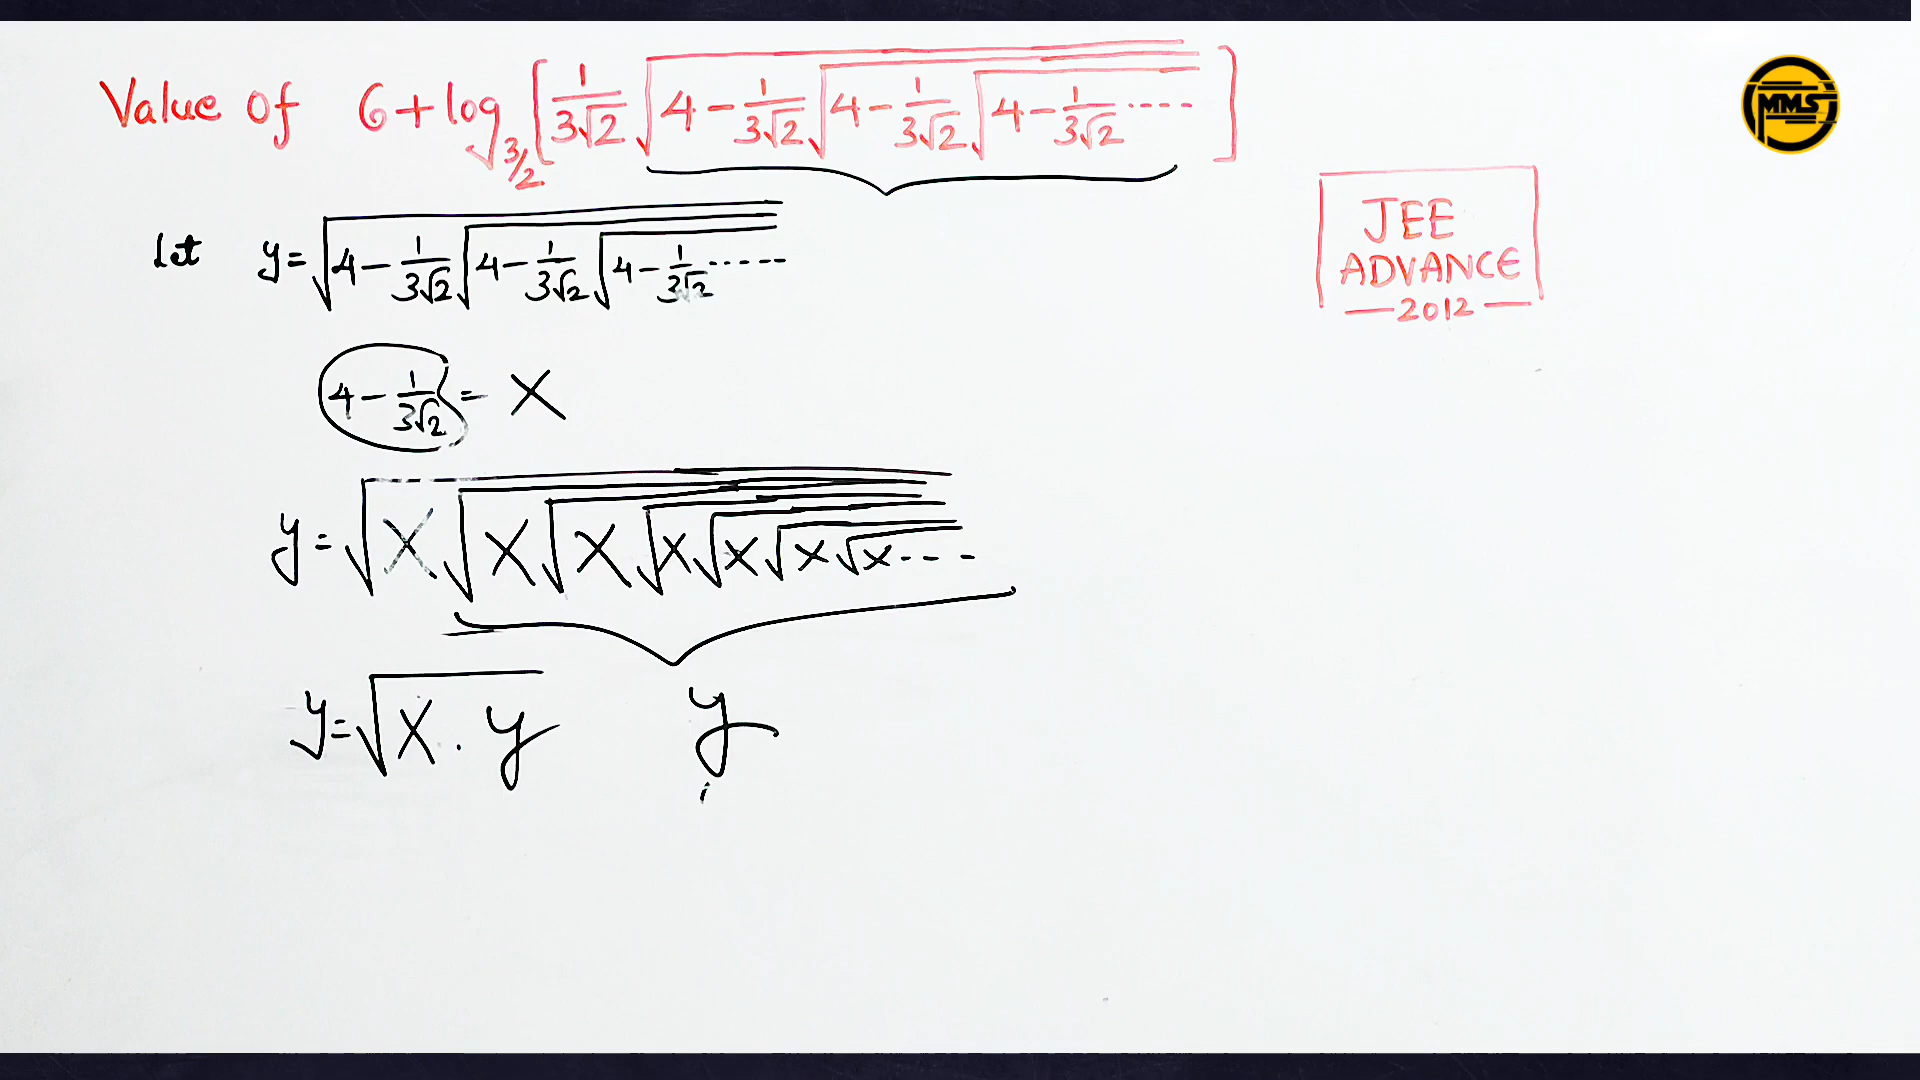 Value of 6+log_{3/2}[1/3√2 √4-1/3√2 √4-1/3√2 √4-1/3√2 ....]
MMS
JEE
ADVANCE
—2012—
Let y=√4-1/3√2 √4-1/3√2 √4-1/3√2 .....
4-1/3√2 = X
y=√X√X√X√X√X√X√X---
y=√X.y y